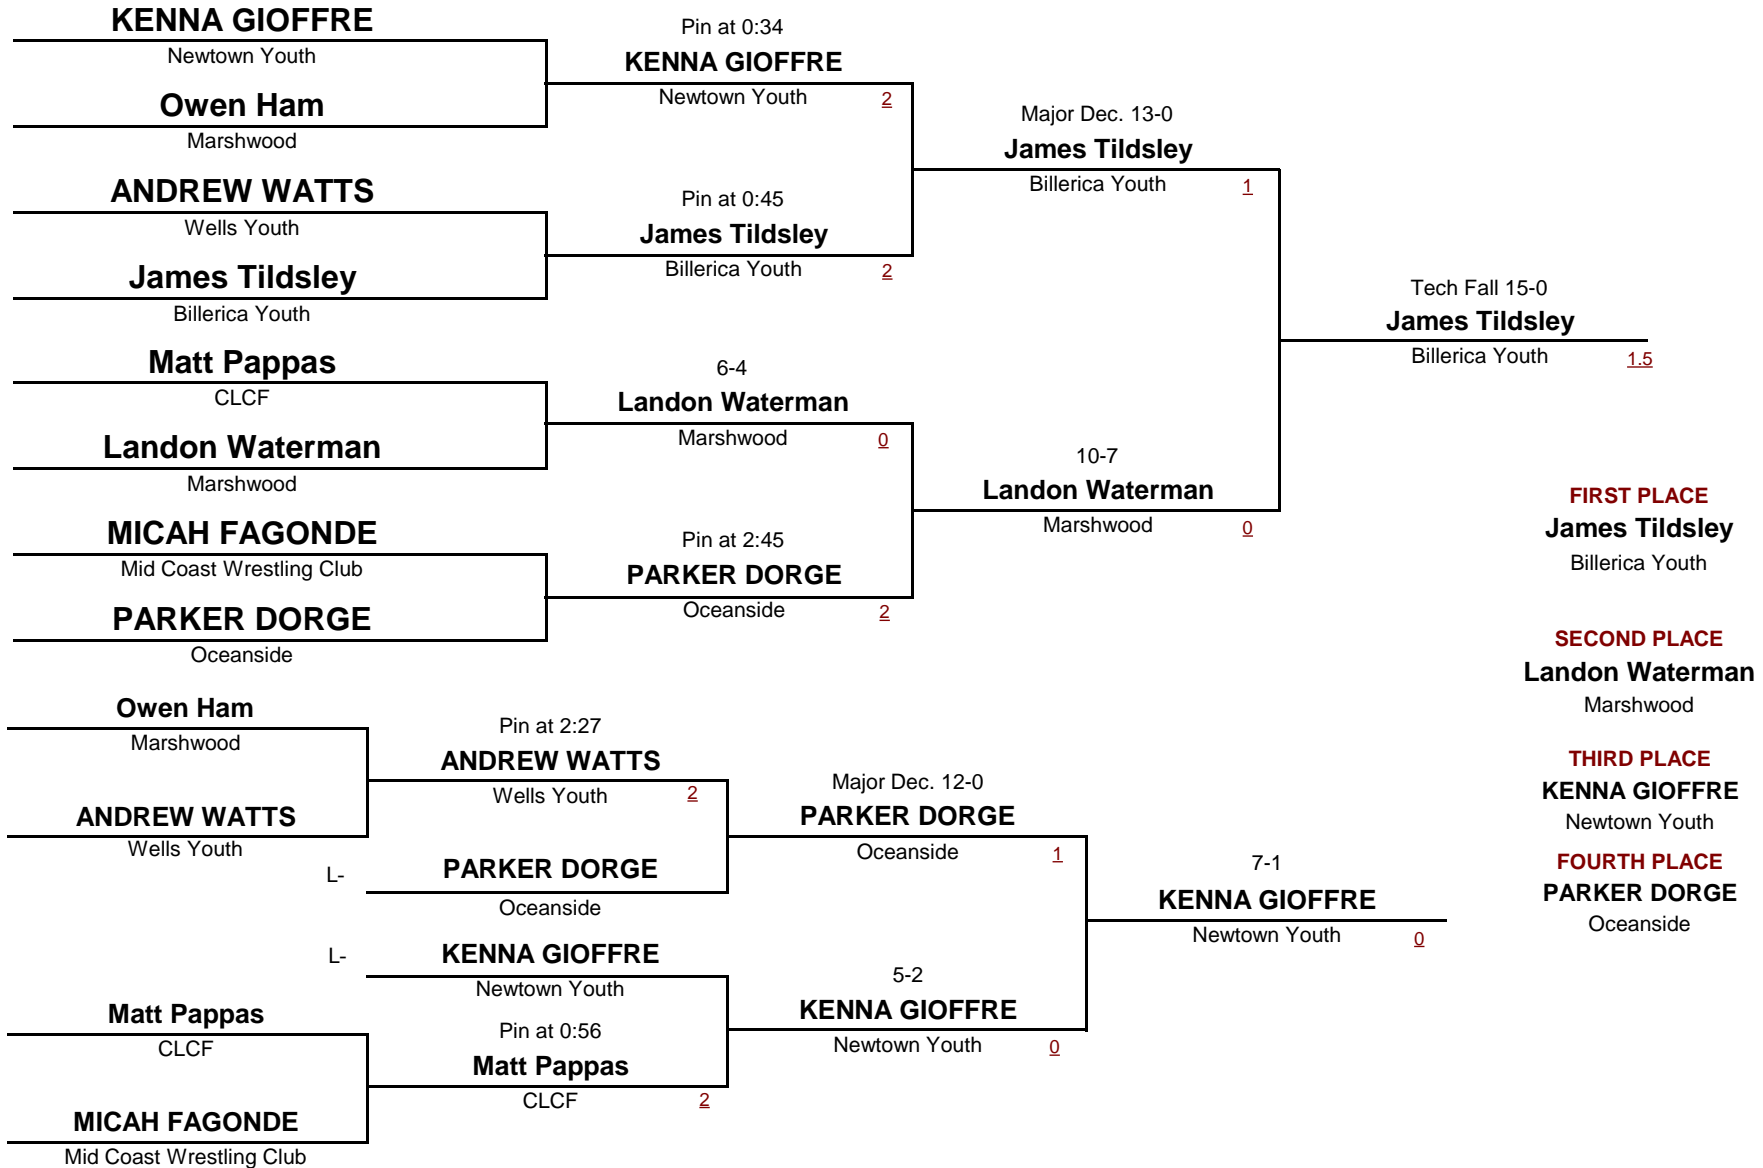 KENNA GIOFFRE
Newtown Youth
Owen Ham
Marshwood
ANDREW WATTS
Wells Youth
James Tildsley
Billerica Youth
Matt Pappas
CLCF
Landon Waterman
Marshwood
MICAH FAGONDE
Mid Coast Wrestling Club
PARKER DORGE
Oceanside
Pin at 0:34
KENNA GIOFFRE
Newtown Youth 2
Pin at 0:45
James Tildsley
Billerica Youth 2
6-4
Landon Waterman
Marshwood 0
Pin at 2:45
PARKER DORGE
Oceanside 2
Major Dec. 13-0
James Tildsley
Billerica Youth 1
10-7
Landon Waterman
Marshwood 0
Tech Fall 15-0
James Tildsley
Billerica Youth 1.5
FIRST PLACE
James Tildsley
Billerica Youth
SECOND PLACE
Landon Waterman
Marshwood
THIRD PLACE
KENNA GIOFFRE
Newtown Youth
FOURTH PLACE
PARKER DORGE
Oceanside
Owen Ham
Marshwood
ANDREW WATTS
Wells Youth
Matt Pappas
CLCF
MICAH FAGONDE
Mid Coast Wrestling Club
Pin at 2:27
ANDREW WATTS
Wells Youth 2
L- PARKER DORGE
Oceanside
L- KENNA GIOFFRE
Newtown Youth
Pin at 0:56
Matt Pappas
CLCF 2
Major Dec. 12-0
PARKER DORGE
Oceanside 1
5-2
KENNA GIOFFRE
Newtown Youth 0
7-1
KENNA GIOFFRE
Newtown Youth 0